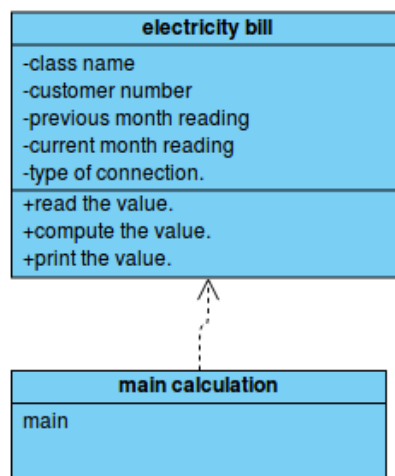 electricity bill
-class name
-customer number
-previous month reading
-current month reading
-type of connection.
+read the value.
+compute the value.
+print the value.
main calculation
main